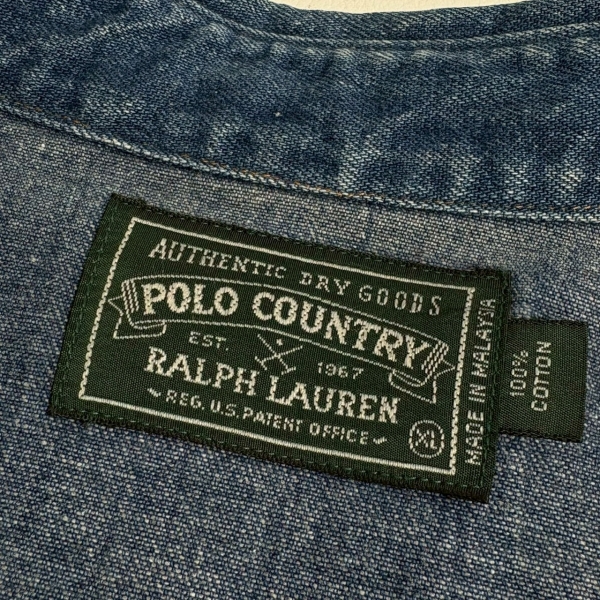 AUTHENTIC DRY GOODS
POLO COUNTRY
EST. 1967
RALPH LAUREN
REG. U.S. PATENT OFFICE
XL
MADE IN MALAYSIA
100%
COTTON